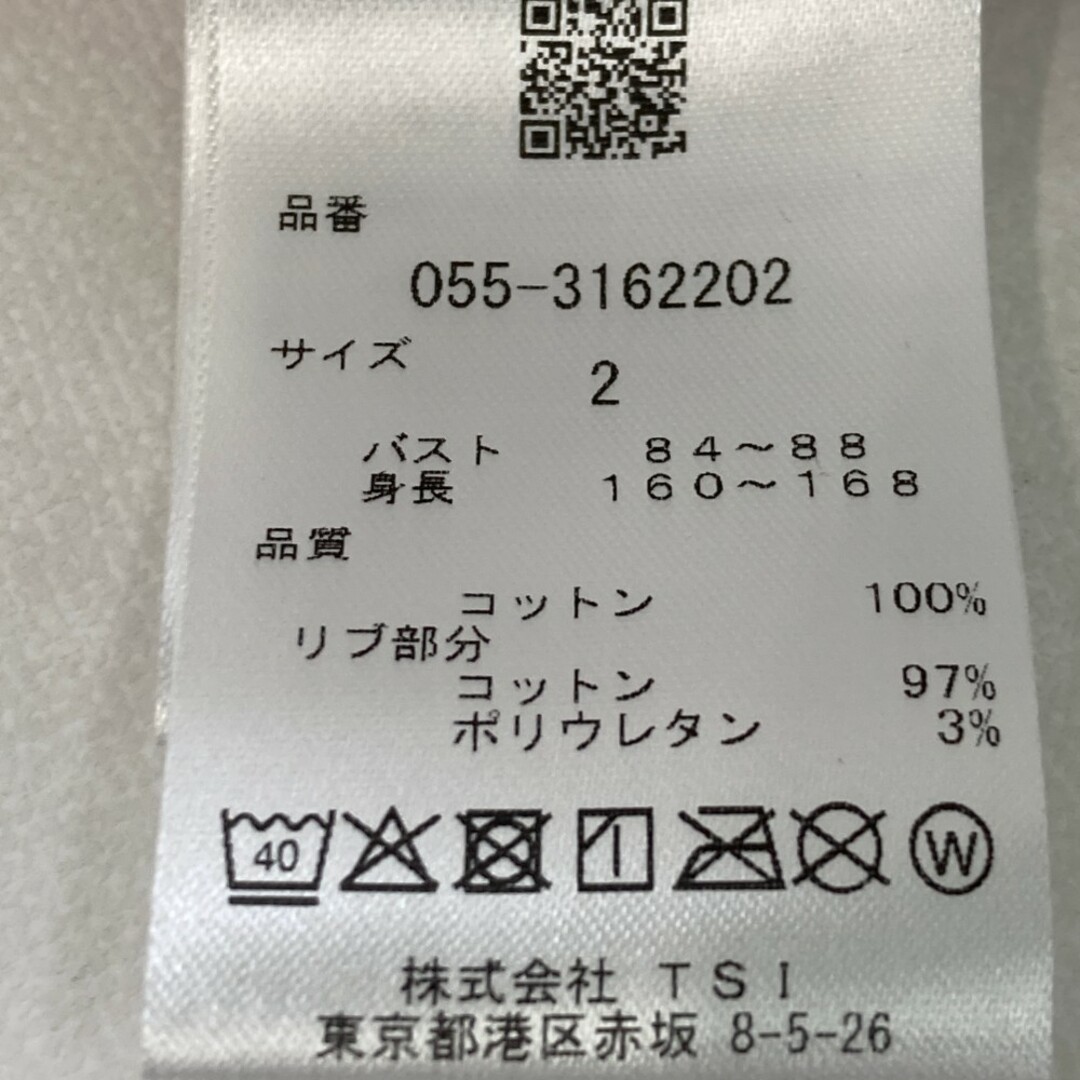 品番
055-3162202
サイズ
2
バスト 84～88
身長 160～168
品質
コットン 100%
リブ部分
コットン 97%
ポリウレタン 3%
40
W
株式会社 TSI
東京都港区赤坂 8-5-26